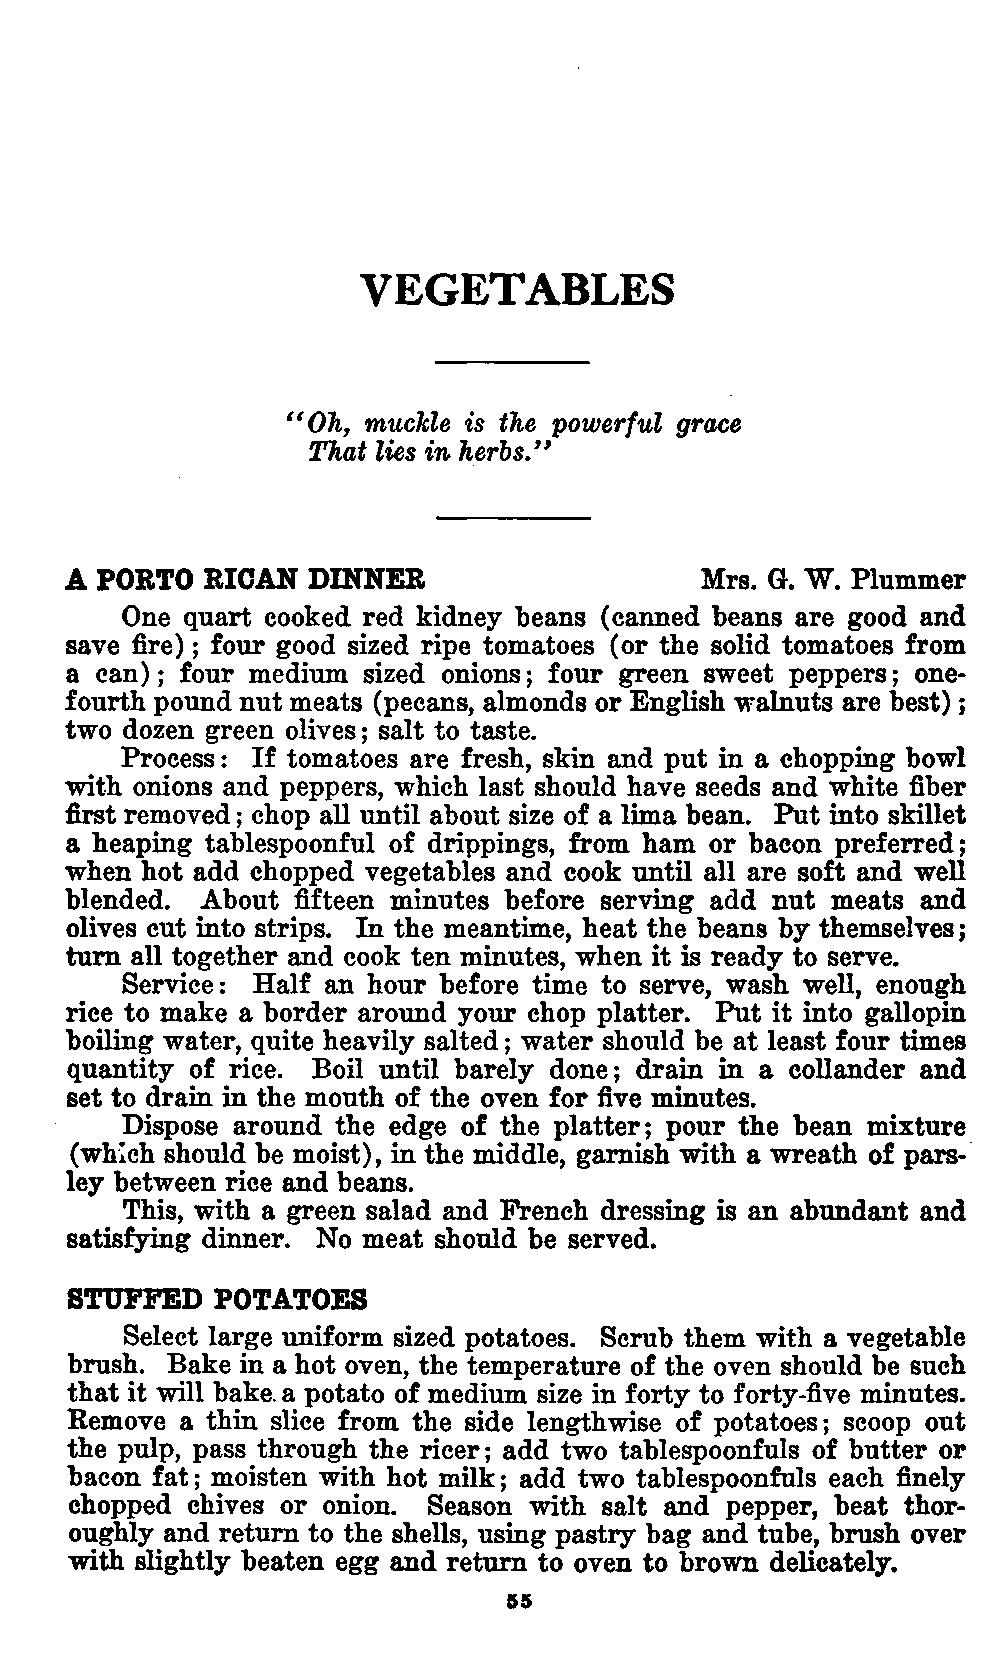 VEGETABLES
"Oh, muckle is the powerful grace
That lies in herbs."
A PORTO RICAN DINNER Mrs. G. W. Plummer
One quart cooked red kidney beans (canned beans are good and
save fire); four good sized ripe tomatoes (or the solid tomatoes from
a can); four medium sized onions; four green sweet peppers; one-
fourth pound nut meats (pecans, almonds or English walnuts are best);
two dozen green olives; salt to taste.
Process: If tomatoes are fresh, skin and put in a chopping bowl
with onions and peppers, which last should have seeds and white fiber
first removed; chop all until about size of a lima bean. Put into skillet
a heaping tablespoonful of drippings, from ham or bacon preferred;
when hot add chopped vegetables and cook until all are soft and well
blended. About fifteen minutes before serving add nut meats and
olives cut into strips. In the meantime, heat the beans by themselves;
turn all together and cook ten minutes, when it is ready to serve.
Service: Half an hour before time to serve, wash well, enough
rice to make a border around your chop platter. Put it into gallopin
boiling water, quite heavily salted; water should be at least four times
quantity of rice. Boil until barely done; drain in a collander and
set to drain in the mouth of the oven for five minutes.
Dispose around the edge of the platter; pour the bean mixture
(which should be moist), in the middle, garnish with a wreath of pars-
ley between rice and beans.
This, with a green salad and French dressing is an abundant and
satisfying dinner. No meat should be served.
STUFFED POTATOES
Select large uniform sized potatoes. Scrub them with a vegetable
brush. Bake in a hot oven, the temperature of the oven should be such
that it will bake a potato of medium size in forty to forty-five minutes.
Remove a thin slice from the side lengthwise of potatoes; scoop out
the pulp, pass through the ricer; add two tablespoonfuls of butter or
bacon fat; moisten with hot milk; add two tablespoonfuls each finely
chopped chives or onion. Season with salt and pepper, beat thor-
oughly and return to the shells, using pastry bag and tube, brush over
with slightly beaten egg and return to oven to brown delicately.
55